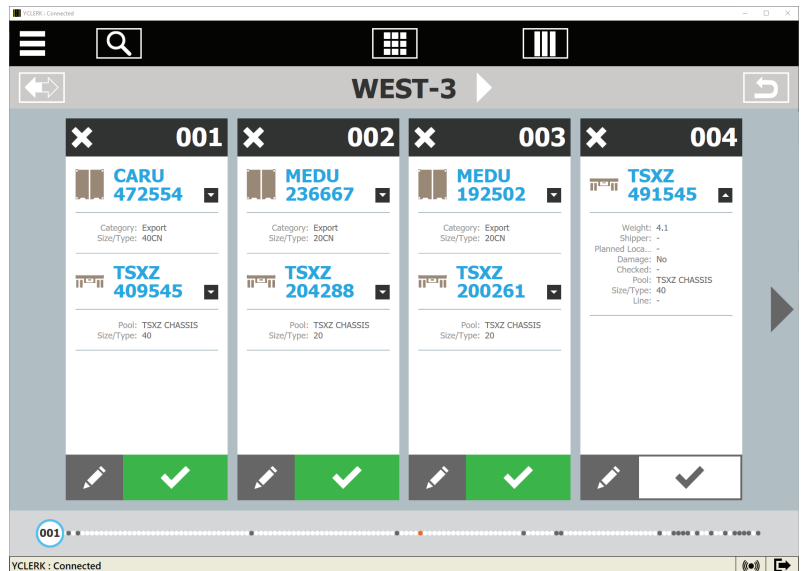 YCLERK : Connected
WEST-3
001
CARU
472554
Category: Export
Size/Type: 40CN
TSXZ
409545
Pool: TSXZ CHASSIS
Size/Type: 40
002
MEDU
236667
Category: Export
Size/Type: 20CN
TSXZ
204288
Pool: TSXZ CHASSIS
Size/Type: 20
003
MEDU
192502
Category: Export
Size/Type: 20CN
TSXZ
200261
Pool: TSXZ CHASSIS
Size/Type: 20
004
TSXZ
491545
Weight: 4.1
Shipper: -
Planned Loca... -
Damage: No
Checked: -
Pool: TSXZ CHASSIS
Size/Type: 40
Line: -
001
YCLERK : Connected